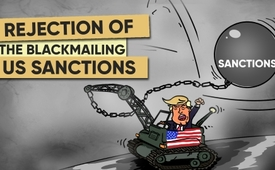 REJECTION OF
THE BLACKMAILING
US SANCTIONS
SANCTIONS